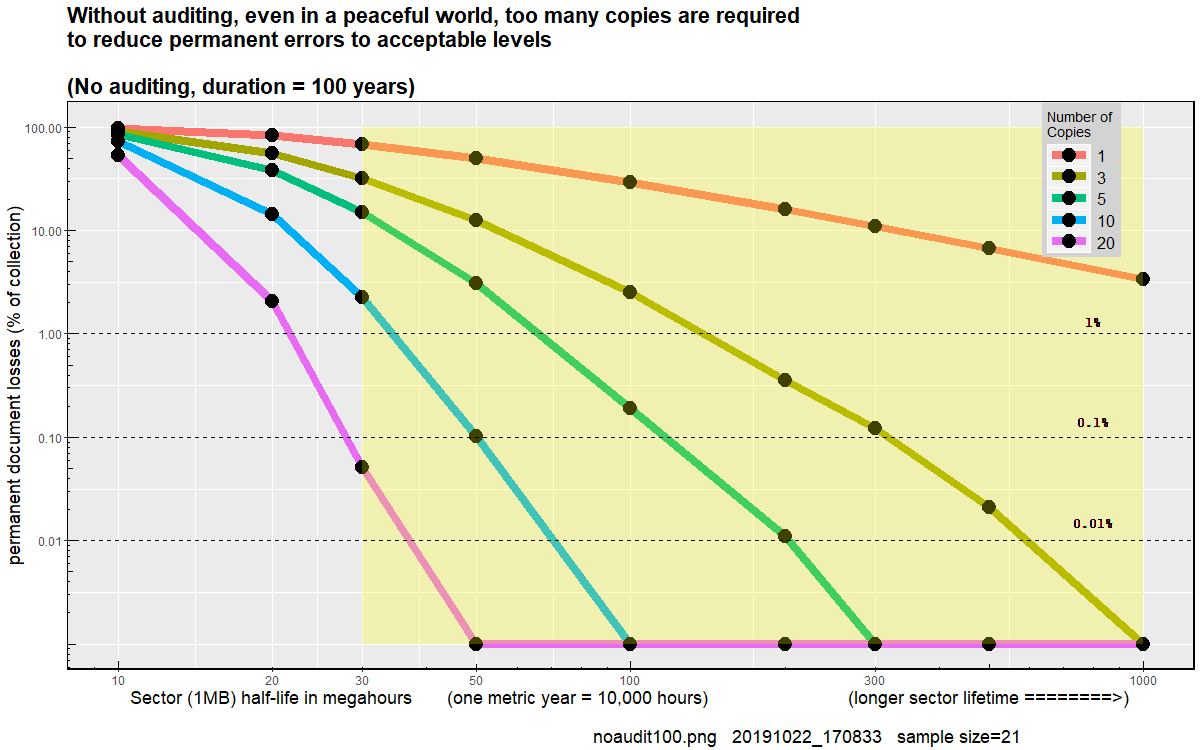 Without auditing, even in a peaceful world, too many copies are required
to reduce permanent errors to acceptable levels
(No auditing, duration = 100 years)
permanent document losses (% of collection)
100.00
10.00
1.00
0.10
0.01
Number of
Copies
1
3
5
10
20
1%
0.1%
0.01%
10 20 30 50 100 300 1000
Sector (1MB) half-life in megahours (one metric year = 10,000 hours) (longer sector lifetime ========>)
noaudit100.png 20191022_170833 sample size=21